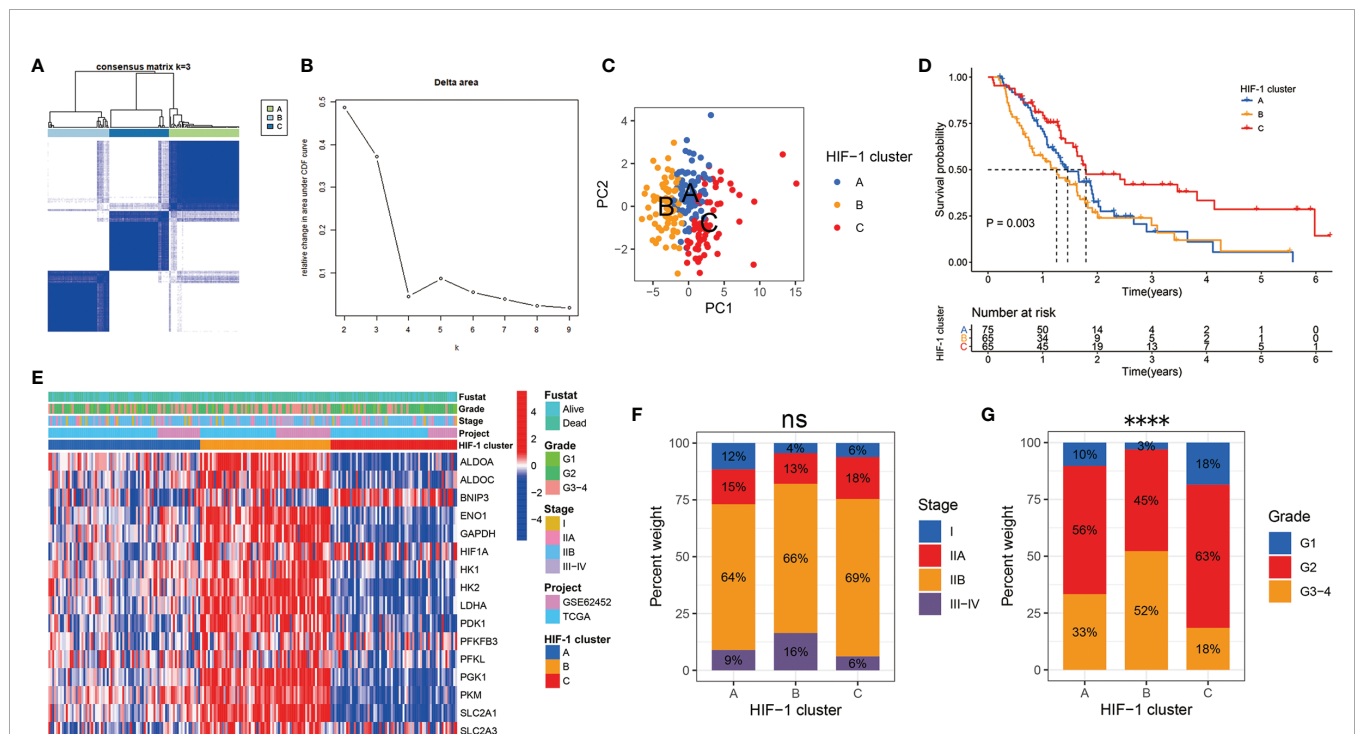 A
consensus matrix k=3
A
B
C
B
Delta area
relative change in area under CDF curve
0.5
0.4
0.3
0.2
0.1
2 3 4 5 6 7 8 9
k
C
PC2
4
2
0
−2
−5 0 5 10 15
PC1
HIF−1 cluster
A
B
C
A
B
C
D
HIF−1 cluster
A
B
C
Survival probability
1.00
0.75
0.50
0.25
0.00
P = 0.003
0 1 2 3 4 5 6
Time(years)
Number at risk
HIF−1 cluster
A 75 50 14 4 2 1 0
B 65 34 9 5 2 1 0
C 65 45 19 13 7 5 1
0 1 2 3 4 5 6
Time(years)
E
Fustat
Grade
Stage
Project
HIF−1 cluster
ALDOA
ALDOC
BNIP3
ENO1
GAPDH
HIF1A
HK1
HK2
LDHA
PDK1
PFKFB3
PFKL
PGK1
PKM
SLC2A1
SLC2A3
4
2
0
−2
−4
Fustat
Alive
Dead
Grade
G1
G2
G3−4
Stage
I
IIA
IIB
III−IV
Project
GSE62452
TCGA
HIF−1 cluster
A
B
C
F
ns
Percent weight
100
75
50
25
0
12% 4% 6%
15% 13% 18%
64% 66% 69%
9% 16% 6%
A B C
HIF−1 cluster
Stage
I
IIA
IIB
III−IV
G
****
Percent weight
100
75
50
25
0
10% 3% 18%
56% 45% 63%
33% 52% 18%
A B C
HIF−1 cluster
Grade
G1
G2
G3−4